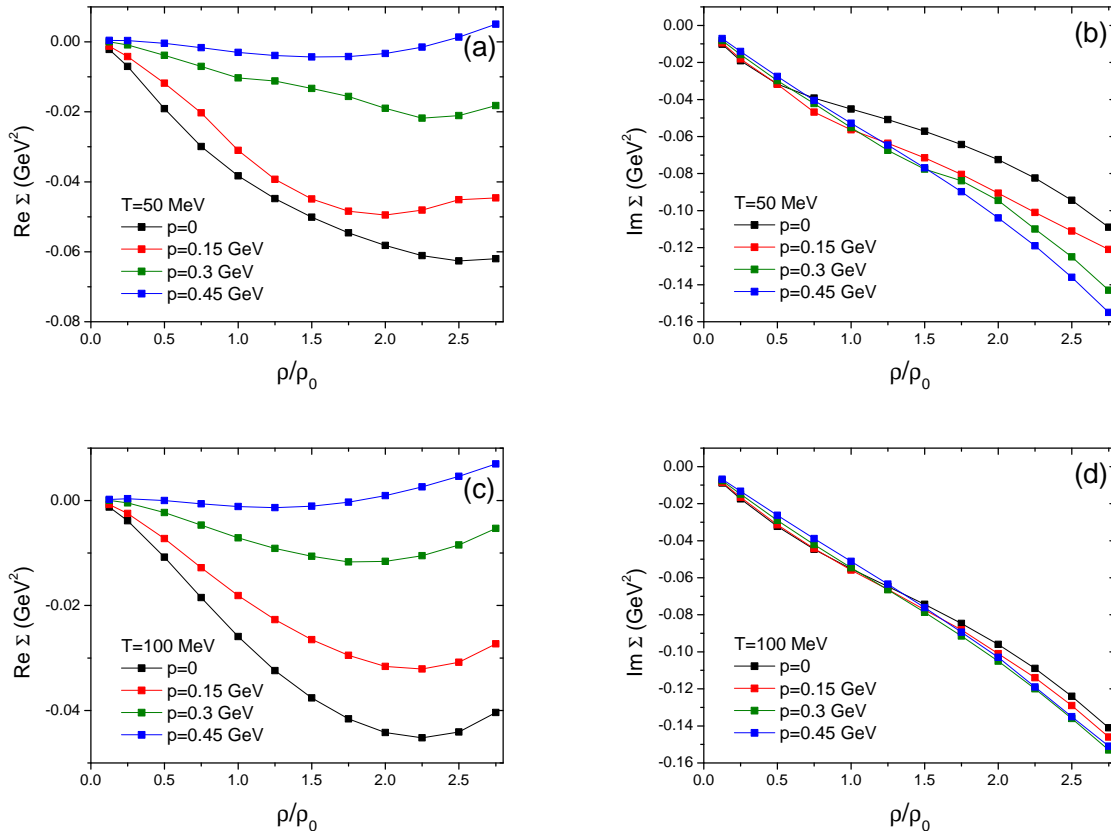 (a)
0.00
-0.02
-0.04
-0.06
-0.08
Re Σ (GeV²)
T=50 MeV
p=0
p=0.15 GeV
p=0.3 GeV
p=0.45 GeV
0.0 0.5 1.0 1.5 2.0 2.5
ρ/ρ₀
(b)
0.00
-0.02
-0.04
-0.06
-0.08
-0.10
-0.12
-0.14
-0.16
Im Σ (GeV²)
T=50 MeV
p=0
p=0.15 GeV
p=0.3 GeV
p=0.45 GeV
0.0 0.5 1.0 1.5 2.0 2.5
ρ/ρ₀
(c)
0.00
-0.02
-0.04
Re Σ (GeV²)
T=100 MeV
p=0
p=0.15 GeV
p=0.3 GeV
p=0.45 GeV
0.0 0.5 1.0 1.5 2.0 2.5
ρ/ρ₀
(d)
0.00
-0.02
-0.04
-0.06
-0.08
-0.10
-0.12
-0.14
-0.16
Im Σ (GeV²)
T=100 MeV
p=0
p=0.15 GeV
p=0.3 GeV
p=0.45 GeV
0.0 0.5 1.0 1.5 2.0 2.5
ρ/ρ₀